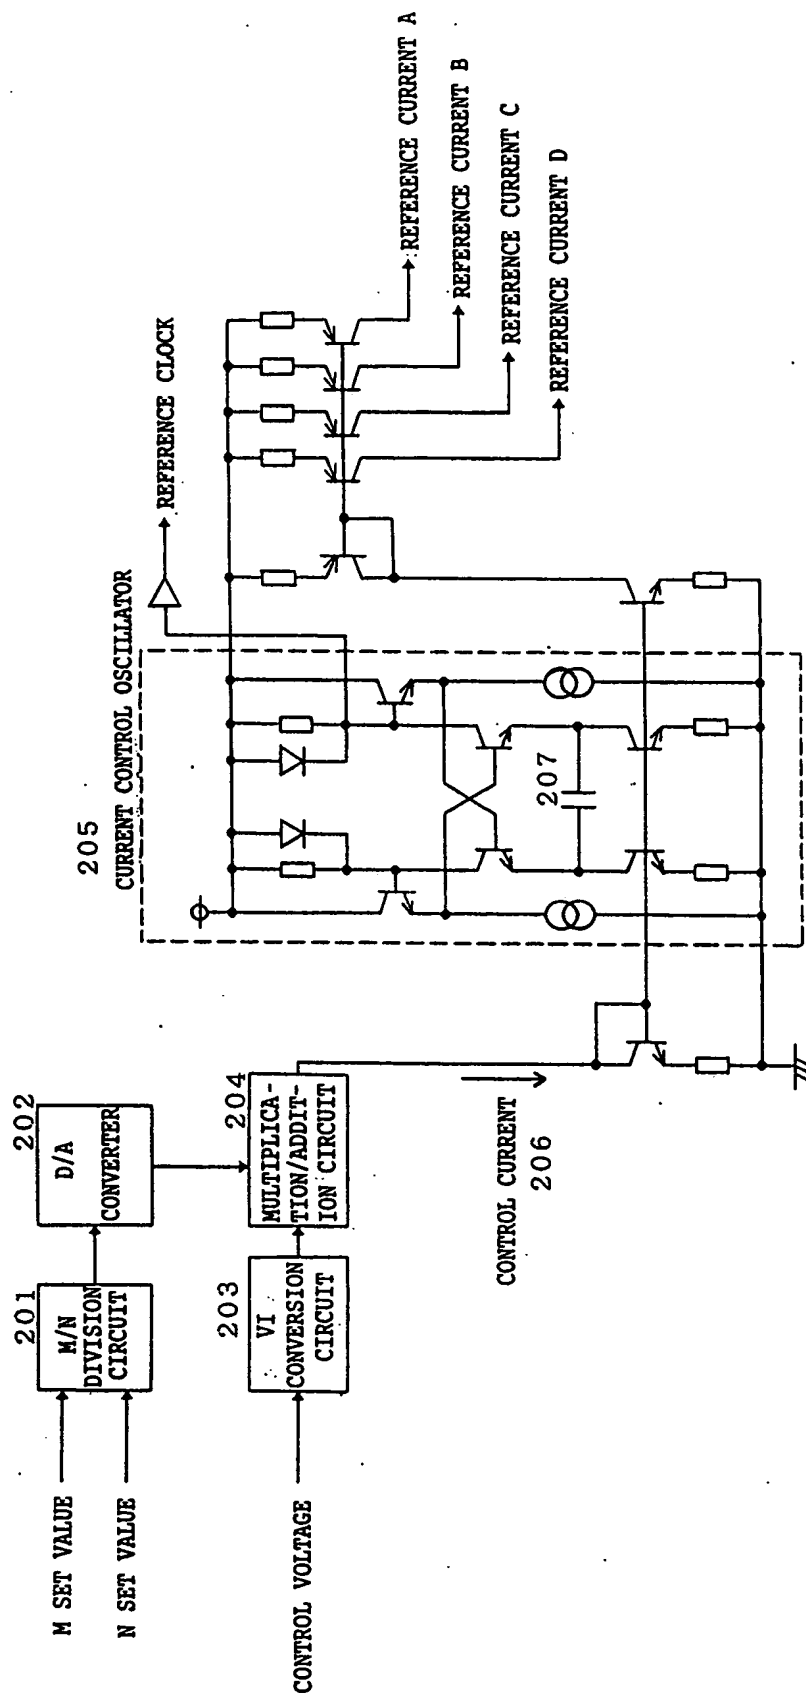 M SET VALUE
N SET VALUE
201
M/N
DIVISION
CIRCUIT
202
D/A
CONVERTER
CONTROL VOLTAGE
203
VI
CONVERSION
CIRCUIT
204
MULTIPLICA-
TION/ADDIT-
ION CIRCUIT
CONTROL CURRENT
206
205
CURRENT CONTROL OSCILLATOR
207
REFERENCE CLOCK
REFERENCE CURRENT A
REFERENCE CURRENT B
REFERENCE CURRENT C
REFERENCE CURRENT D